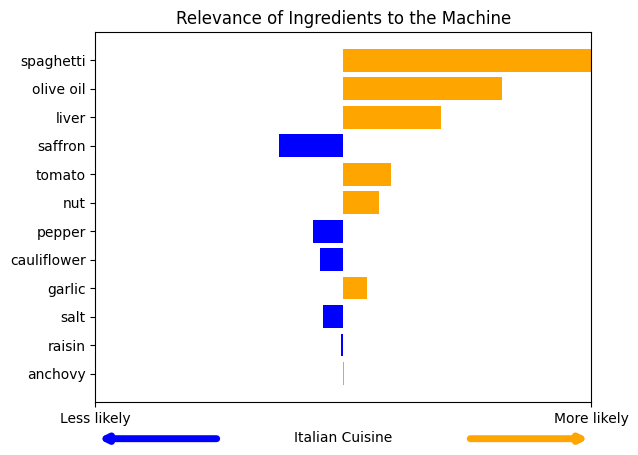 Relevance of Ingredients to the Machine
spaghetti
olive oil
liver
saffron
tomato
nut
pepper
cauliflower
garlic
salt
raisin
anchovy
Less likely
More likely
Italian Cuisine